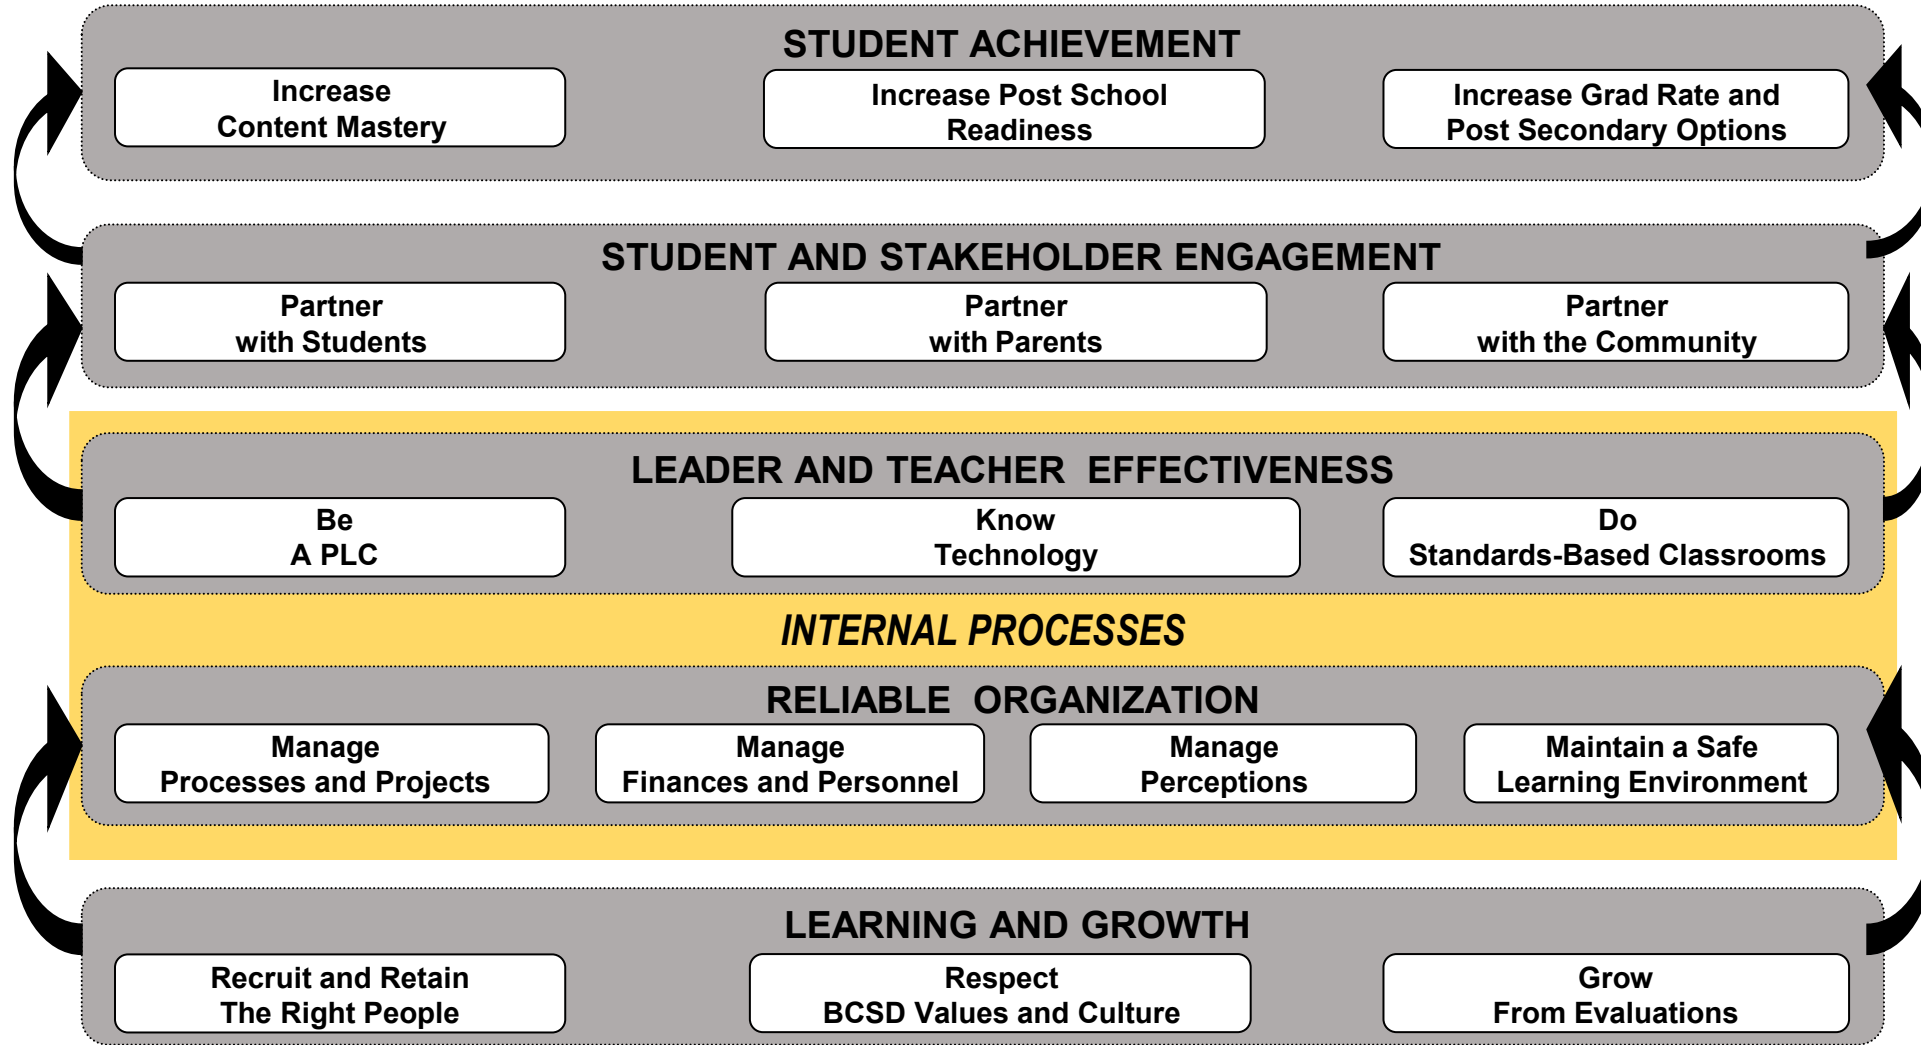 STUDENT ACHIEVEMENT
Increase
Content Mastery
Increase Post School
Readiness
Increase Grad Rate and
Post Secondary Options
STUDENT AND STAKEHOLDER ENGAGEMENT
Partner
with Students
Partner
with Parents
Partner
with the Community
LEADER AND TEACHER EFFECTIVENESS
Be
A PLC
Know
Technology
Do
Standards-Based Classrooms
INTERNAL PROCESSES
RELIABLE ORGANIZATION
Manage
Processes and Projects
Manage
Finances and Personnel
Manage
Perceptions
Maintain a Safe
Learning Environment
LEARNING AND GROWTH
Recruit and Retain
The Right People
Respect
BCSD Values and Culture
Grow
From Evaluations